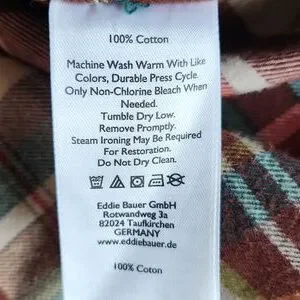 100% Cotton
Machine Wash Warm With Like
Colors, Durable Press Cycle.
Only Non-Chlorine Bleach When
Needed.
Tumble Dry Low.
Remove Promptly.
Steam Ironing May Be Required
For Restoration.
Do Not Dry Clean.
Eddie Bauer GmbH
Rotwandweg 3a
82024 Taufkirchen
GERMANY
www.eddiebauer.de
100% Coton